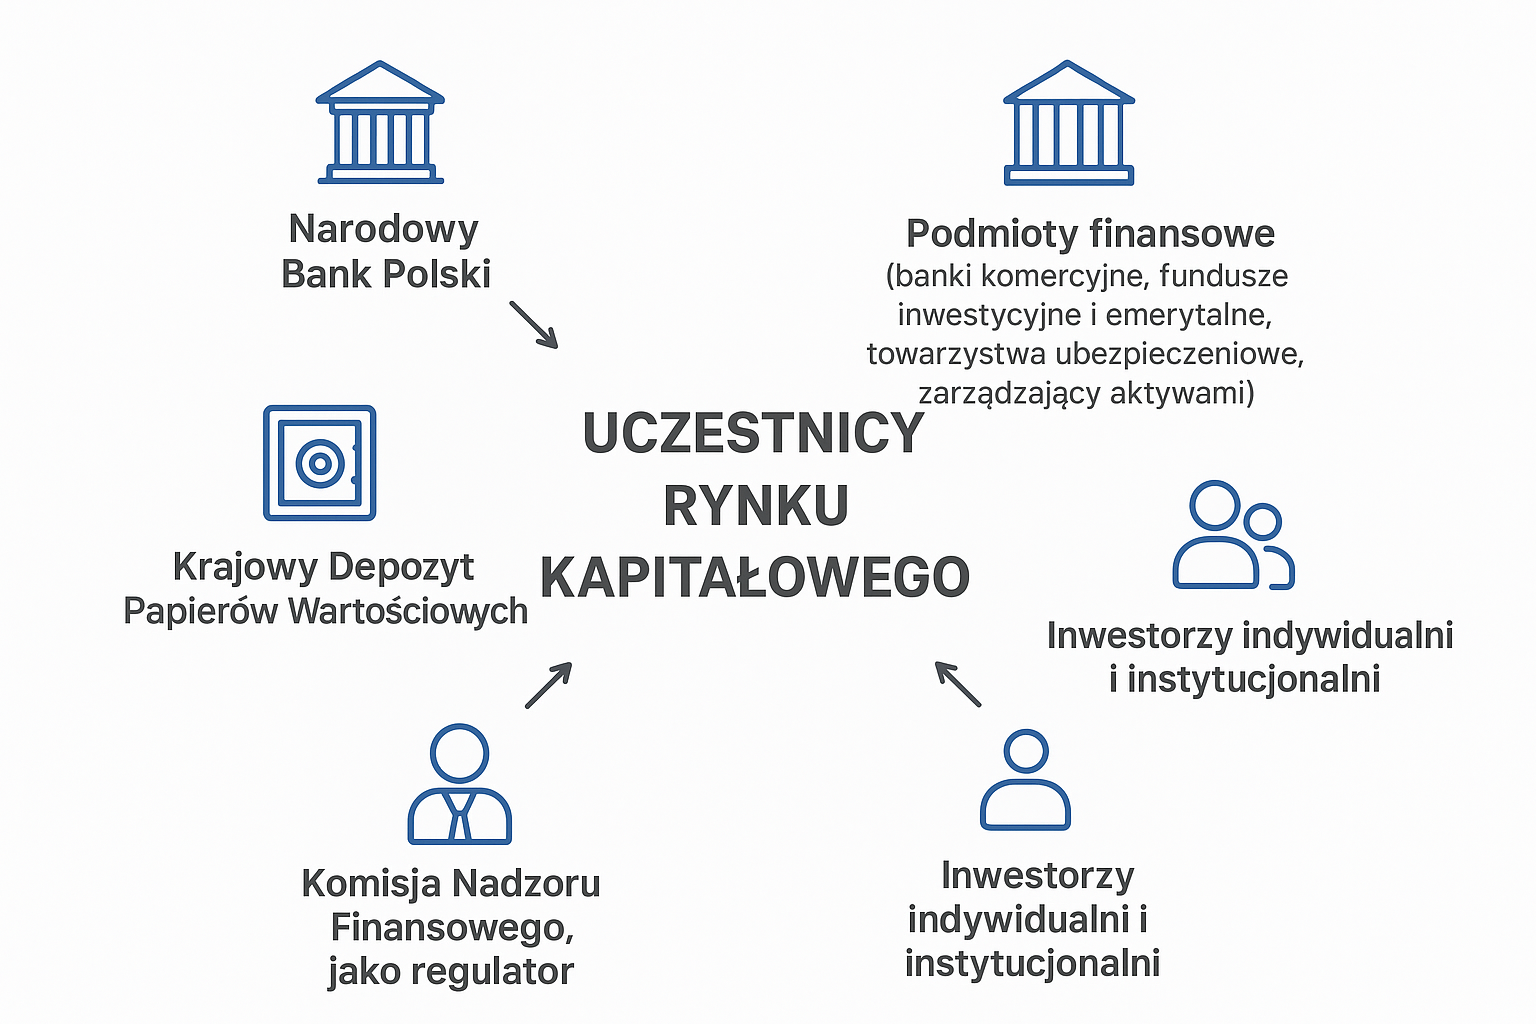 Narodowy
Bank Polski
Podmioty finansowe
(banki komercyjne, fundusze
inwestycyjne i emerytalne,
towarzystwa ubezpieczeniowe,
zarządzający aktywami)
UCZESTNICY
RYNKU
KAPITAŁOWEGO
Krajowy Depozyt
Papierów Wartościowych
Inwestorzy indywidualni
i instytucjonalni
Komisja Nadzoru
Finansowego,
jako regulator
Inwestorzy
indywidualni i
instytucjonalni